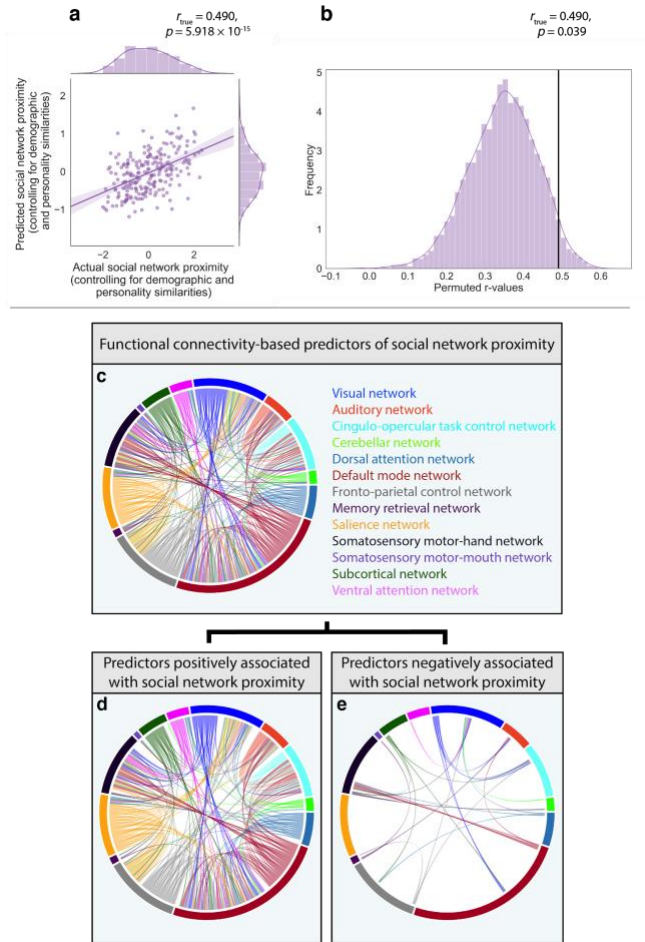 a
r_true = 0.490,
p = 5.918 × 10^-15
b
r_true = 0.490,
p = 0.039
Predicted social network proximity
(controlling for demographic
and personality similarities)
2
1
0
−1
−2
0
2
Actual social network proximity
(controlling for demographic and
personality similarities)
Frequency
5
4
3
2
1
0
−0.1
0.0
0.1
0.2
0.3
0.4
0.5
0.6
Permuted r-values
Functional connectivity-based predictors of social network proximity
c
Visual network
Auditory network
Cingulo-opercular task control network
Cerebellar network
Dorsal attention network
Default mode network
Fronto-parietal control network
Memory retrieval network
Salience network
Somatosensory motor-hand network
Somatosensory motor-mouth network
Subcortical network
Ventral attention network
Predictors positively associated
with social network proximity
d
Predictors negatively associated
with social network proximity
e